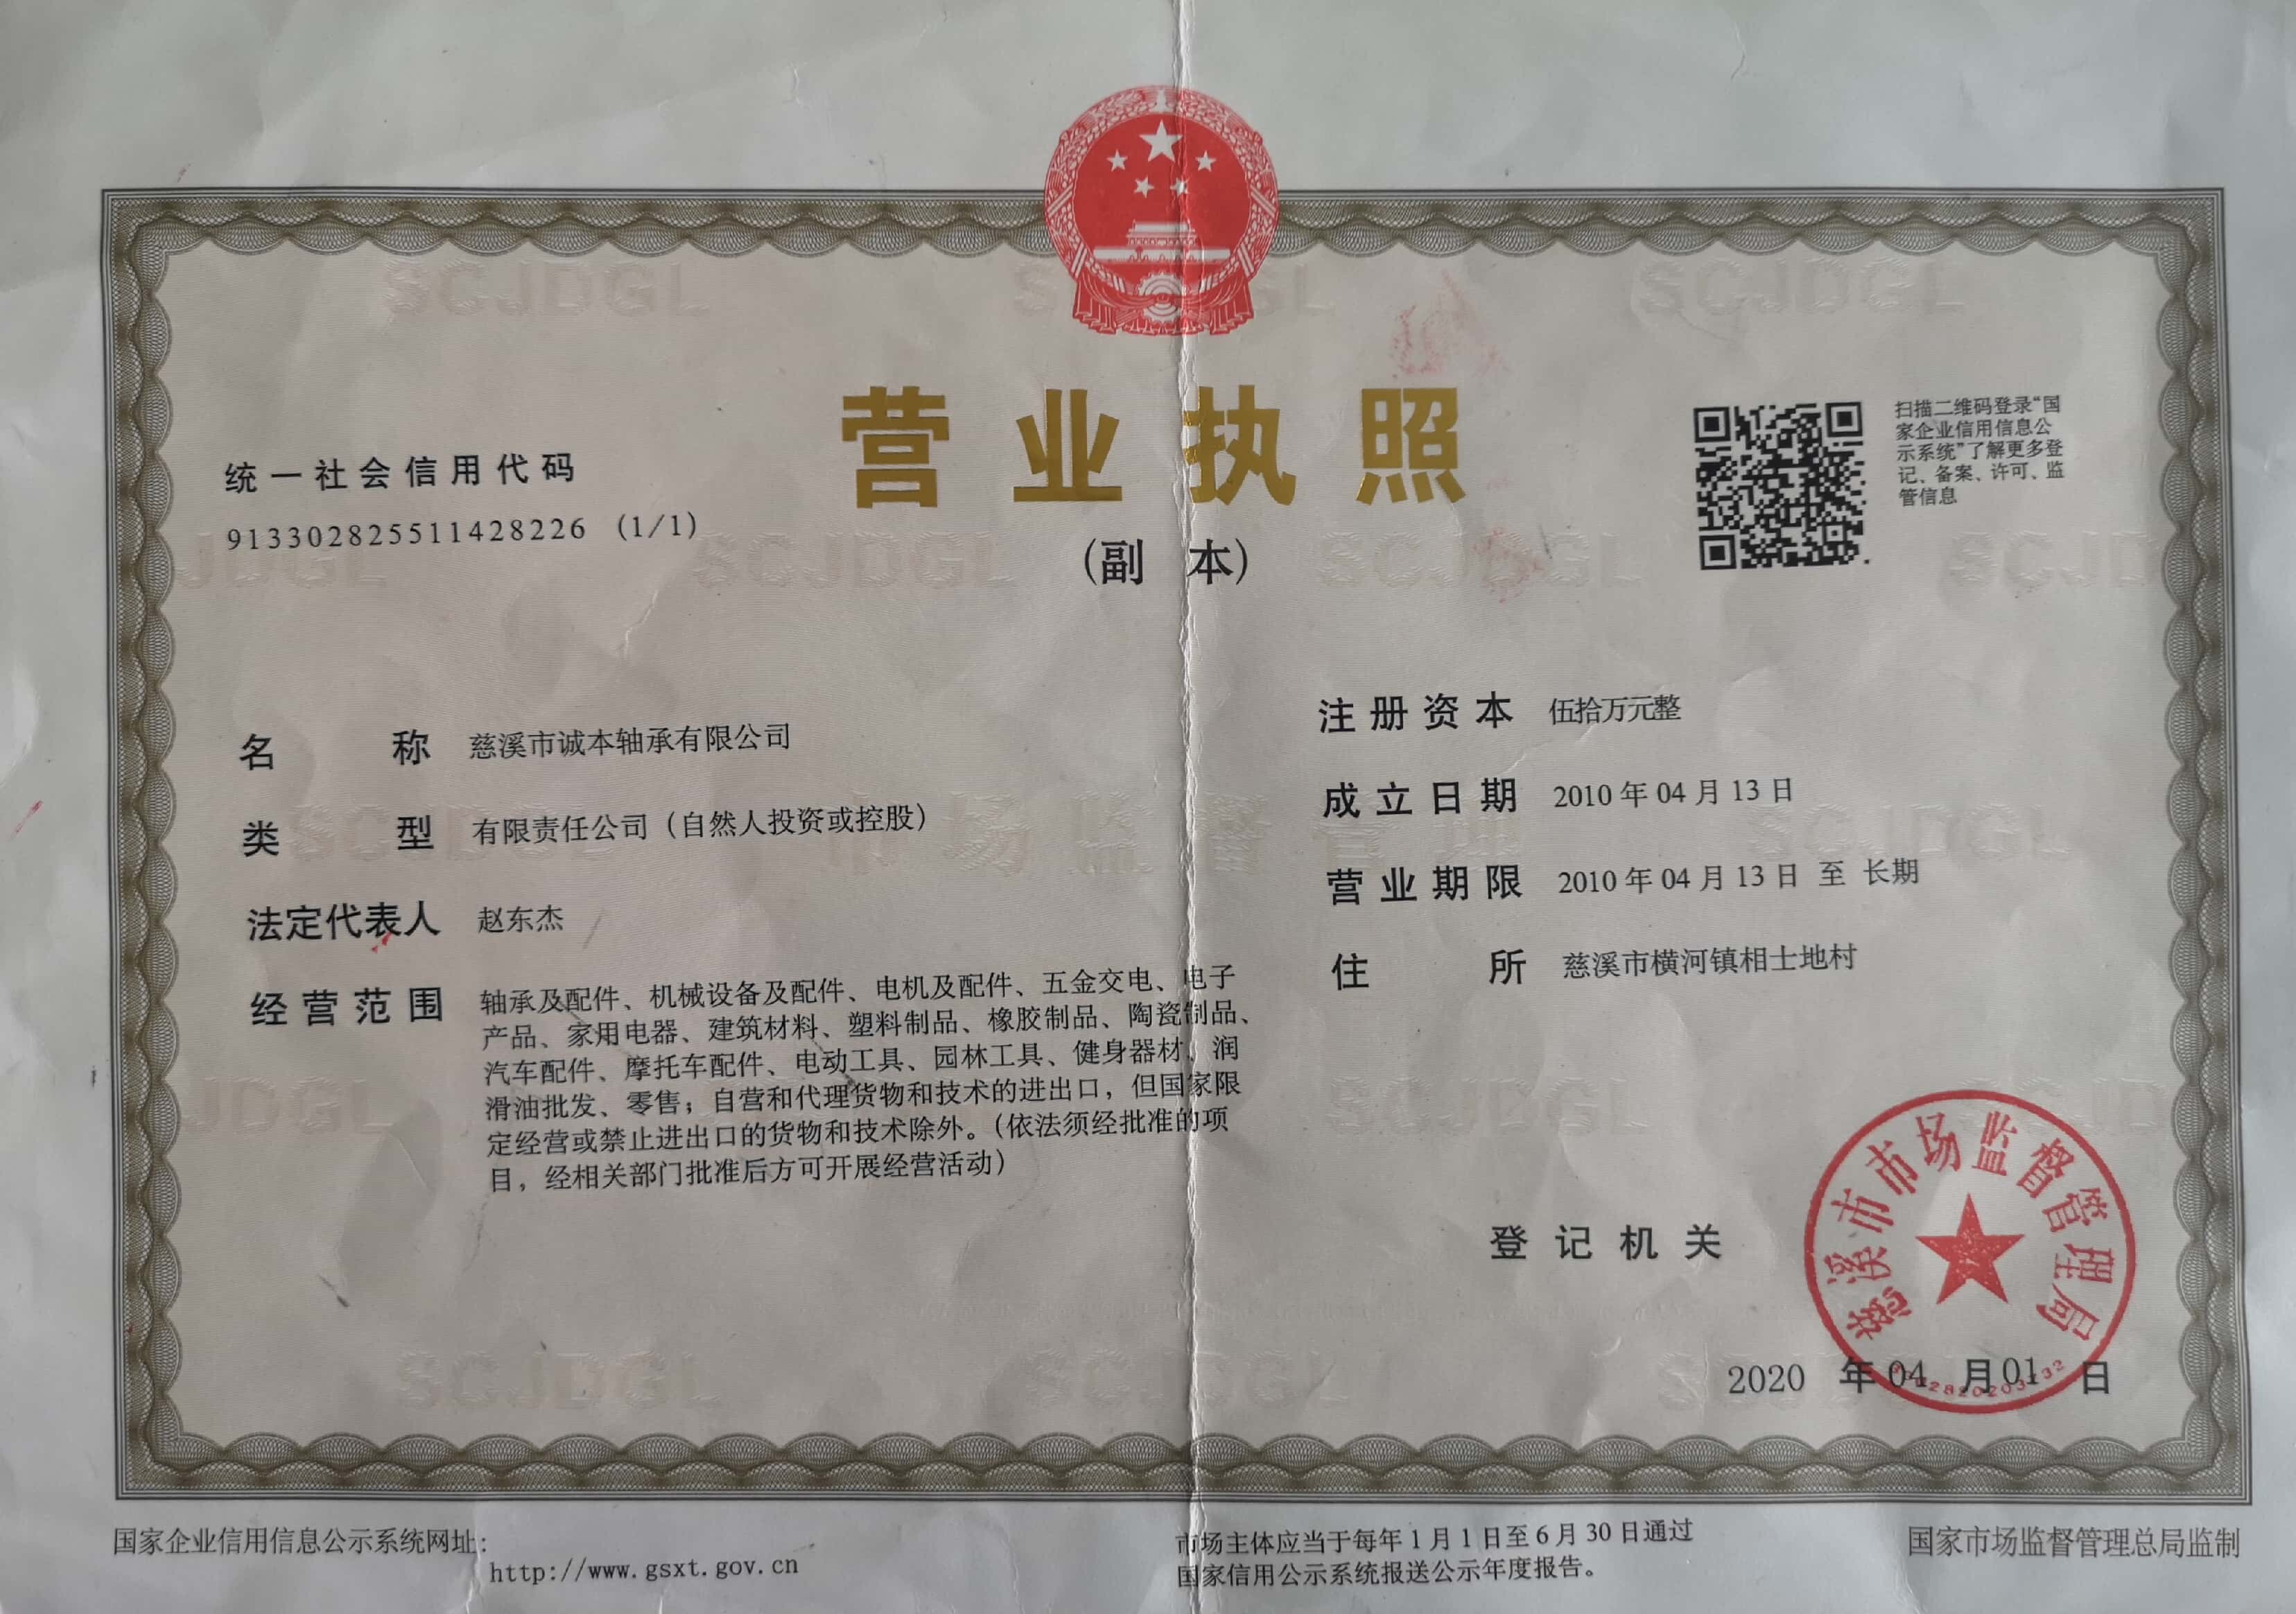 营业执照
(副本)
统一社会信用代码
913302825511428226 (1/1)
扫描二维码登录“国
家企业信用信息公
示系统”了解更多登
记、备案、许可、监
管信息
名称 慈溪市诚本轴承有限公司
类型 有限责任公司（自然人投资或控股）
法定代表人 赵东杰
经营范围 轴承及配件、机械设备及配件、电机及配件、五金交电、电子
产品、家用电器、建筑材料、塑料制品、橡胶制品、陶瓷制品、
汽车配件、摩托车配件、电动工具、园林工具、健身器材、润
滑油批发、零售；自营和代理货物和技术的进出口，但国家限
定经营或禁止进出口的货物和技术除外。（依法须经批准的项
目，经相关部门批准后方可开展经营活动）
注册资本 伍拾万元整
成立日期 2010年04月13日
营业期限 2010年04月13日 至 长期
住所 慈溪市横河镇相士地村
登记机关
慈溪市市场监督管理局
2020 年 04 月 01 日
国家企业信用信息公示系统网址：
http://www.gsxt.gov.cn
市场主体应当于每年1月1日至6月30日通过
国家信用公示系统报送公示年度报告。
国家市场监督管理总局监制